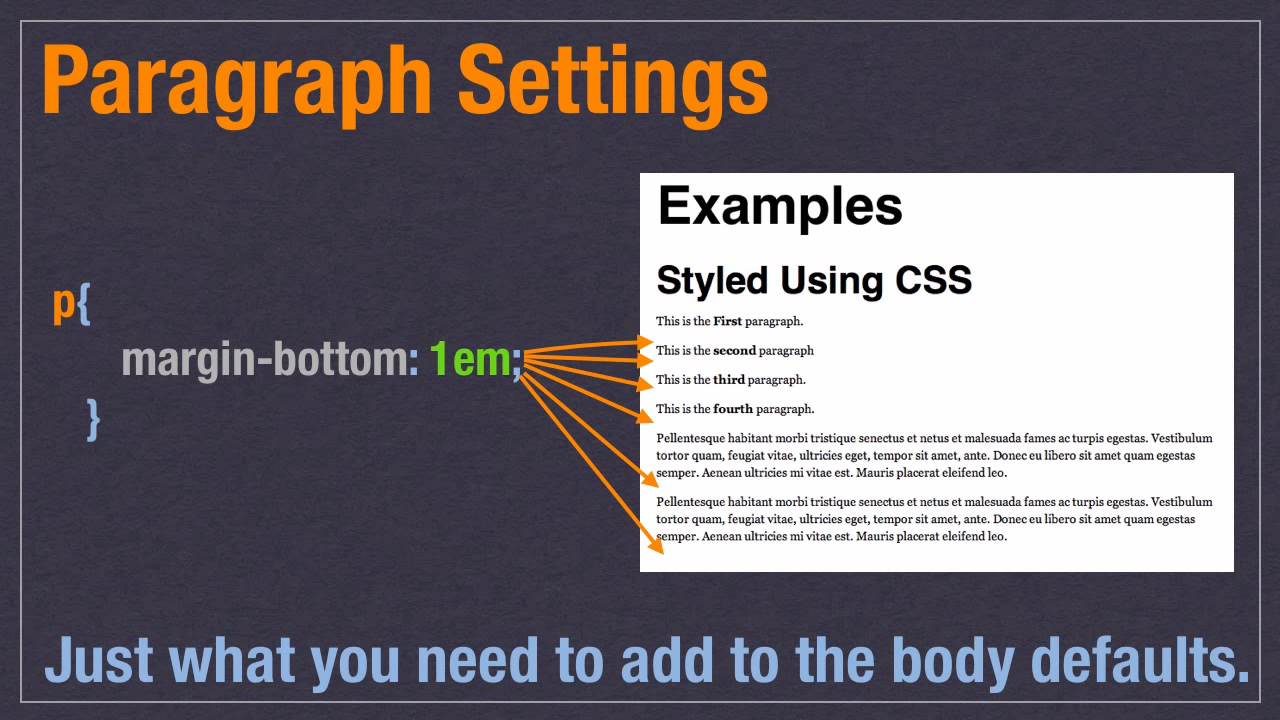 Paragraph Settings
p{
margin-bottom: 1em;
}
Examples
Styled Using CSS
This is the First paragraph.
This is the second paragraph
This is the third paragraph.
This is the fourth paragraph.
Pellentesque habitant morbi tristique senectus et netus et malesuada fames ac turpis egestas. Vestibulum
tortor quam, feugiat vitae, ultricies eget, tempor sit amet, ante. Donec eu libero sit amet quam egestas
semper. Aenean ultricies mi vitae est. Mauris placerat eleifend leo.
Pellentesque habitant morbi tristique senectus et netus et malesuada fames ac turpis egestas. Vestibulum
tortor quam, feugiat vitae, ultricies eget, tempor sit amet, ante. Donec eu libero sit amet quam egestas
semper. Aenean ultricies mi vitae est. Mauris placerat eleifend leo.
Just what you need to add to the body defaults.